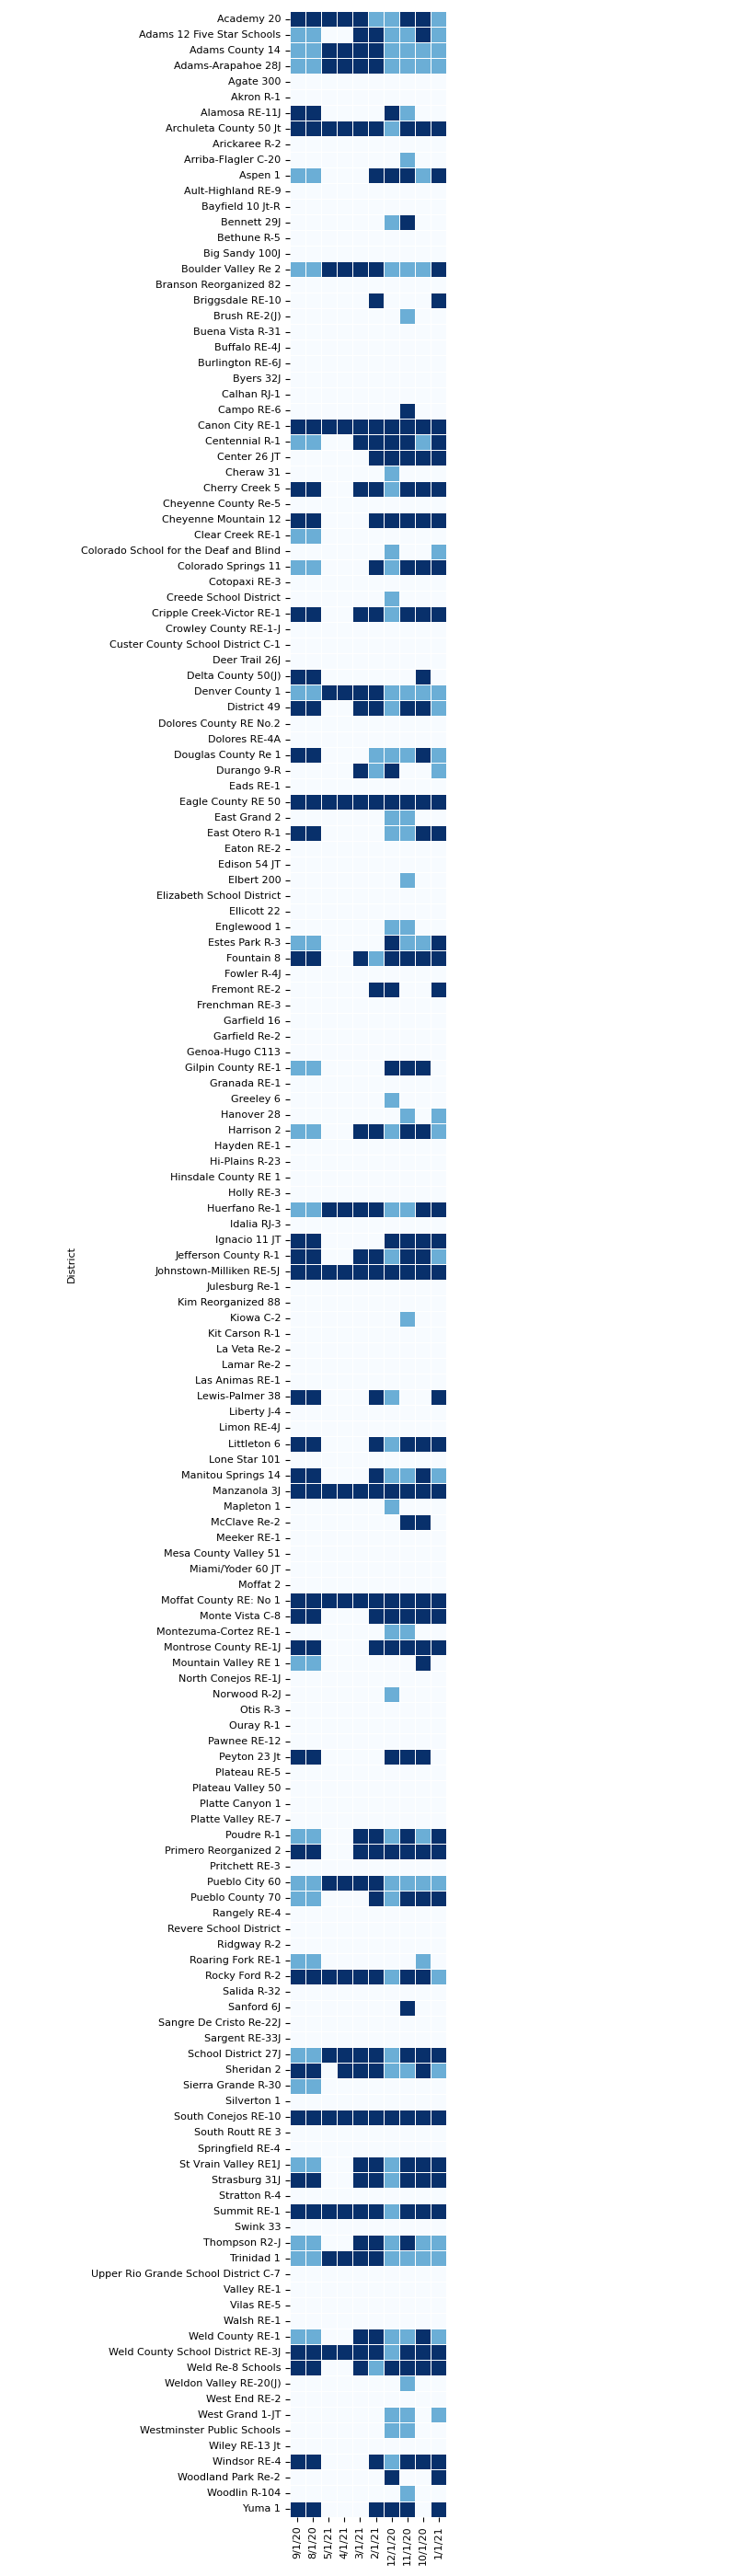 Academy 20
Adams 12 Five Star Schools
Adams County 14
Adams-Arapahoe 28J
Agate 300
Akron R-1
Alamosa RE-11J
Archuleta County 50 Jt
Arickaree R-2
Arriba-Flagler C-20
Aspen 1
Ault-Highland RE-9
Bayfield 10 Jt-R
Bennett 29J
Bethune R-5
Big Sandy 100J
Boulder Valley Re 2
Branson Reorganized 82
Briggsdale RE-10
Brush RE-2(J)
Buena Vista R-31
Buffalo RE-4J
Burlington RE-6J
Byers 32J
Calhan RJ-1
Campo RE-6
Canon City RE-1
Centennial R-1
Center 26 JT
Cheraw 31
Cherry Creek 5
Cheyenne County Re-5
Cheyenne Mountain 12
Clear Creek RE-1
Colorado School for the Deaf and Blind
Colorado Springs 11
Cotopaxi RE-3
Creede School District
Cripple Creek-Victor RE-1
Crowley County RE-1-J
Custer County School District C-1
Deer Trail 26J
Delta County 50(J)
Denver County 1
District 49
Dolores County RE No.2
Dolores RE-4A
Douglas County Re 1
Durango 9-R
Eads RE-1
Eagle County RE 50
East Grand 2
East Otero R-1
Eaton RE-2
Edison 54 JT
Elbert 200
Elizabeth School District
Ellicott 22
Englewood 1
Estes Park R-3
Fountain 8
Fowler R-4J
Fremont RE-2
Frenchman RE-3
Garfield 16
Garfield Re-2
Genoa-Hugo C113
Gilpin County RE-1
Granada RE-1
Greeley 6
Hanover 28
Harrison 2
Hayden RE-1
Hi-Plains R-23
Hinsdale County RE 1
Holly RE-3
Huerfano Re-1
Idalia RJ-3
Ignacio 11 JT
Jefferson County R-1
Johnstown-Milliken RE-5J
Julesburg Re-1
Kim Reorganized 88
Kiowa C-2
Kit Carson R-1
La Veta Re-2
Lamar Re-2
Las Animas RE-1
Lewis-Palmer 38
Liberty J-4
Limon RE-4J
Littleton 6
Lone Star 101
Manitou Springs 14
Manzanola 3J
Mapleton 1
McClave Re-2
Meeker RE-1
Mesa County Valley 51
Miami/Yoder 60 JT
Moffat 2
Moffat County RE: No 1
Monte Vista C-8
Montezuma-Cortez RE-1
Montrose County RE-1J
Mountain Valley RE 1
North Conejos RE-1J
Norwood R-2J
Otis R-3
Ouray R-1
Pawnee RE-12
Peyton 23 Jt
Plateau RE-5
Plateau Valley 50
Platte Canyon 1
Platte Valley RE-7
Poudre R-1
Primero Reorganized 2
Pritchett RE-3
Pueblo City 60
Pueblo County 70
Rangely RE-4
Revere School District
Ridgway R-2
Roaring Fork RE-1
Rocky Ford R-2
Salida R-32
Sanford 6J
Sangre De Cristo Re-22J
Sargent RE-33J
School District 27J
Sheridan 2
Sierra Grande R-30
Silverton 1
South Conejos RE-10
South Routt RE 3
Springfield RE-4
St Vrain Valley RE1J
Strasburg 31J
Stratton R-4
Summit RE-1
Swink 33
Thompson R2-J
Trinidad 1
Upper Rio Grande School District C-7
Valley RE-1
Vilas RE-5
Walsh RE-1
Weld County RE-1
Weld County School District RE-3J
Weld Re-8 Schools
Weldon Valley RE-20(J)
West End RE-2
West Grand 1-JT
Westminster Public Schools
Wiley RE-13 Jt
Windsor RE-4
Woodland Park Re-2
Woodlin R-104
Yuma 1
District
9/1/20
8/1/20
5/1/21
4/1/21
3/1/21
2/1/21
12/1/20
11/1/20
10/1/20
1/1/21